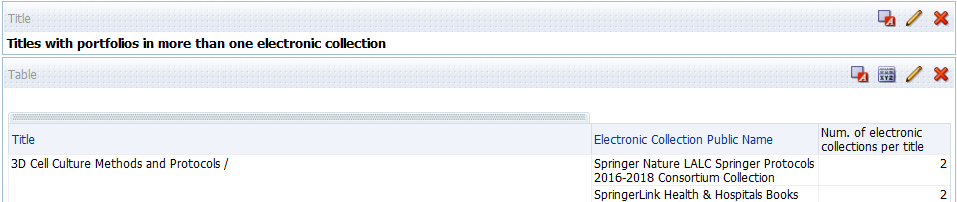 Title
Titles with portfolios in more than one electronic collection
Table
Title
Electronic Collection Public Name
Num. of electronic
collections per title
3D Cell Culture Methods and Protocols /
Springer Nature LALC Springer Protocols
2016-2018 Consortium Collection
2
SpringerLink Health & Hospitals Books
2